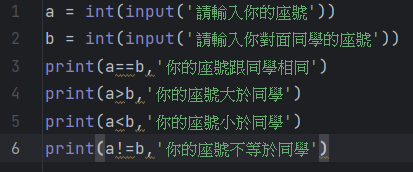 1 a = int(input('請輸入你的座號'))
2 b = int(input('請輸入你對面同學的座號'))
3 print(a==b,'你的座號跟同學相同')
4 print(a>b,'你的座號大於同學')
5 print(a<b,'你的座號小於同學')
6 print(a!=b,'你的座號不等於同學')